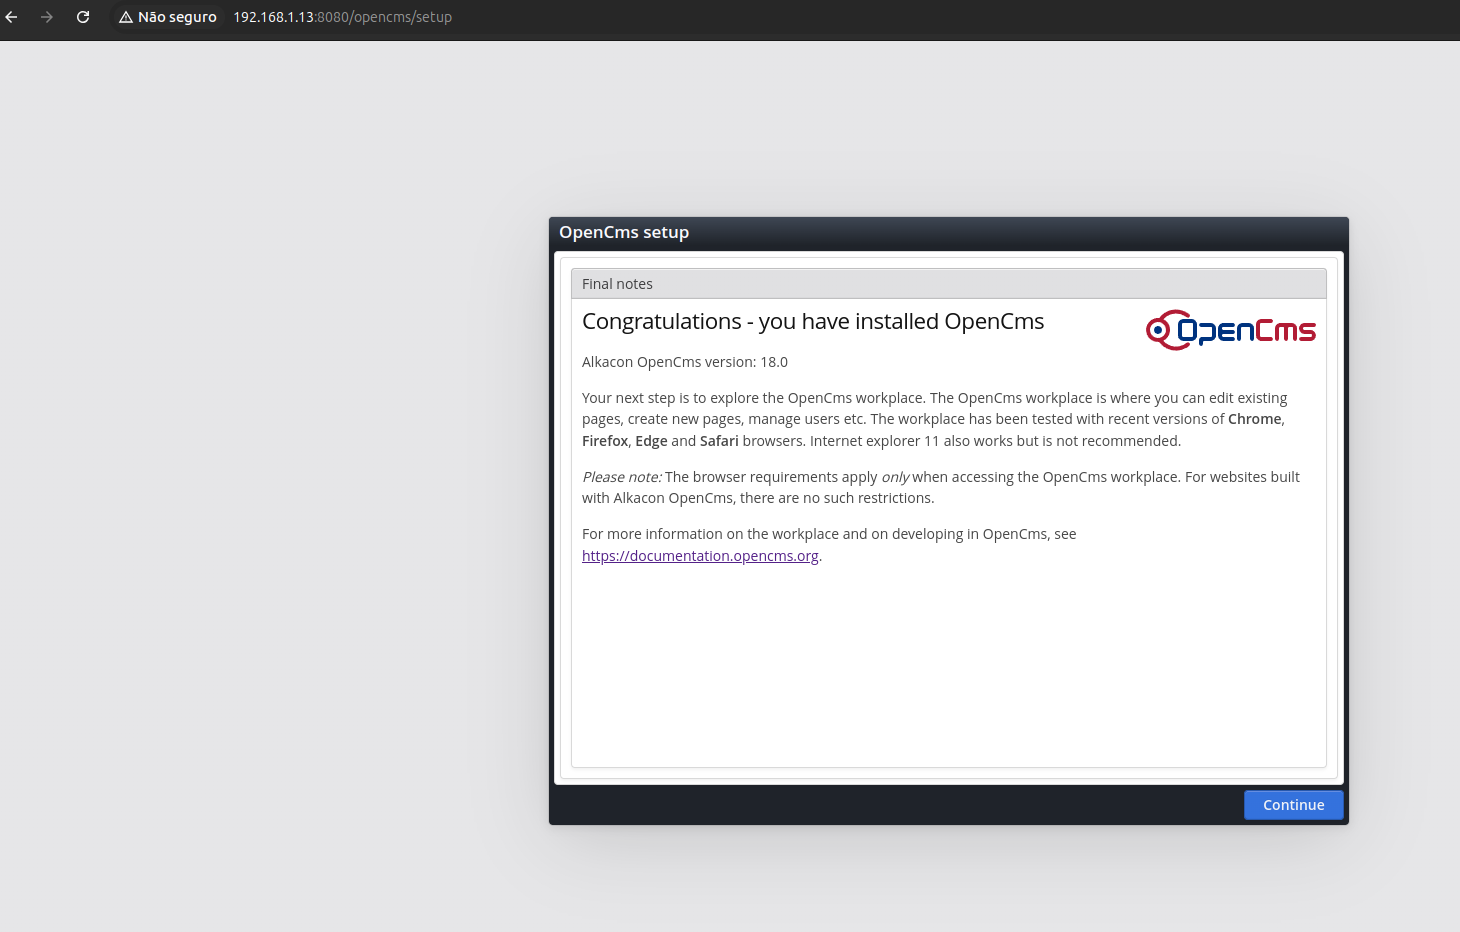 Não seguro 192.168.1.13:8080/opencms/setup
OpenCms setup
Final notes
Congratulations - you have installed OpenCms
OpenCms
Alkacon OpenCms version: 18.0
Your next step is to explore the OpenCms workplace. The OpenCms workplace is where you can edit existing
pages, create new pages, manage users etc. The workplace has been tested with recent versions of Chrome,
Firefox, Edge and Safari browsers. Internet explorer 11 also works but is not recommended.
Please note: The browser requirements apply only when accessing the OpenCms workplace. For websites built
with Alkacon OpenCms, there are no such restrictions.
For more information on the workplace and on developing in OpenCms, see
https://documentation.opencms.org.
Continue